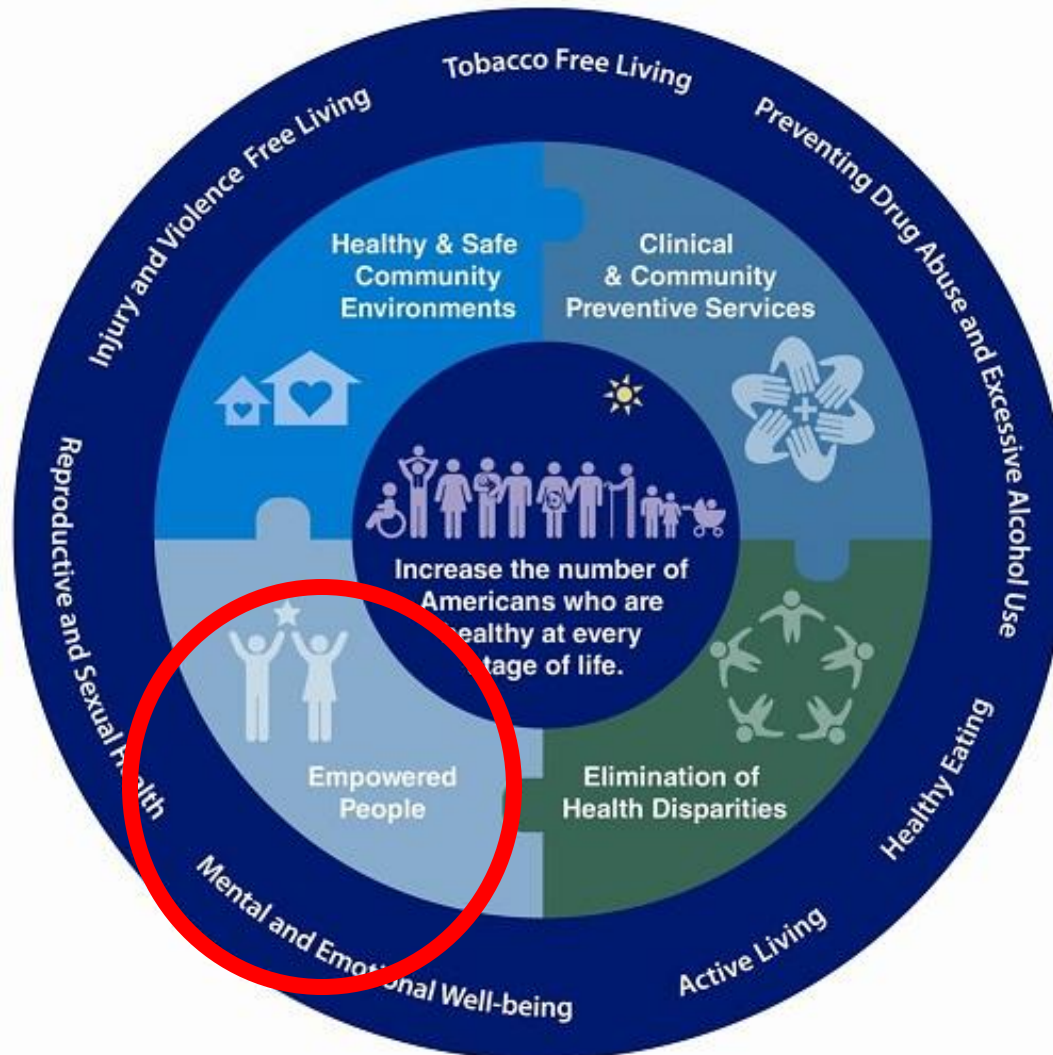 Tobacco Free Living
Preventing Drug Abuse and Excessive Alcohol Use
Healthy Eating
Active Living
Mental and Emotional Well-being
Reproductive and Sexual Health
Injury and Violence Free Living
Healthy & Safe
Community
Environments
Clinical
& Community
Preventive Services
Increase the number of
Americans who are
healthy at every
stage of life.
Empowered
People
Elimination of
Health Disparities